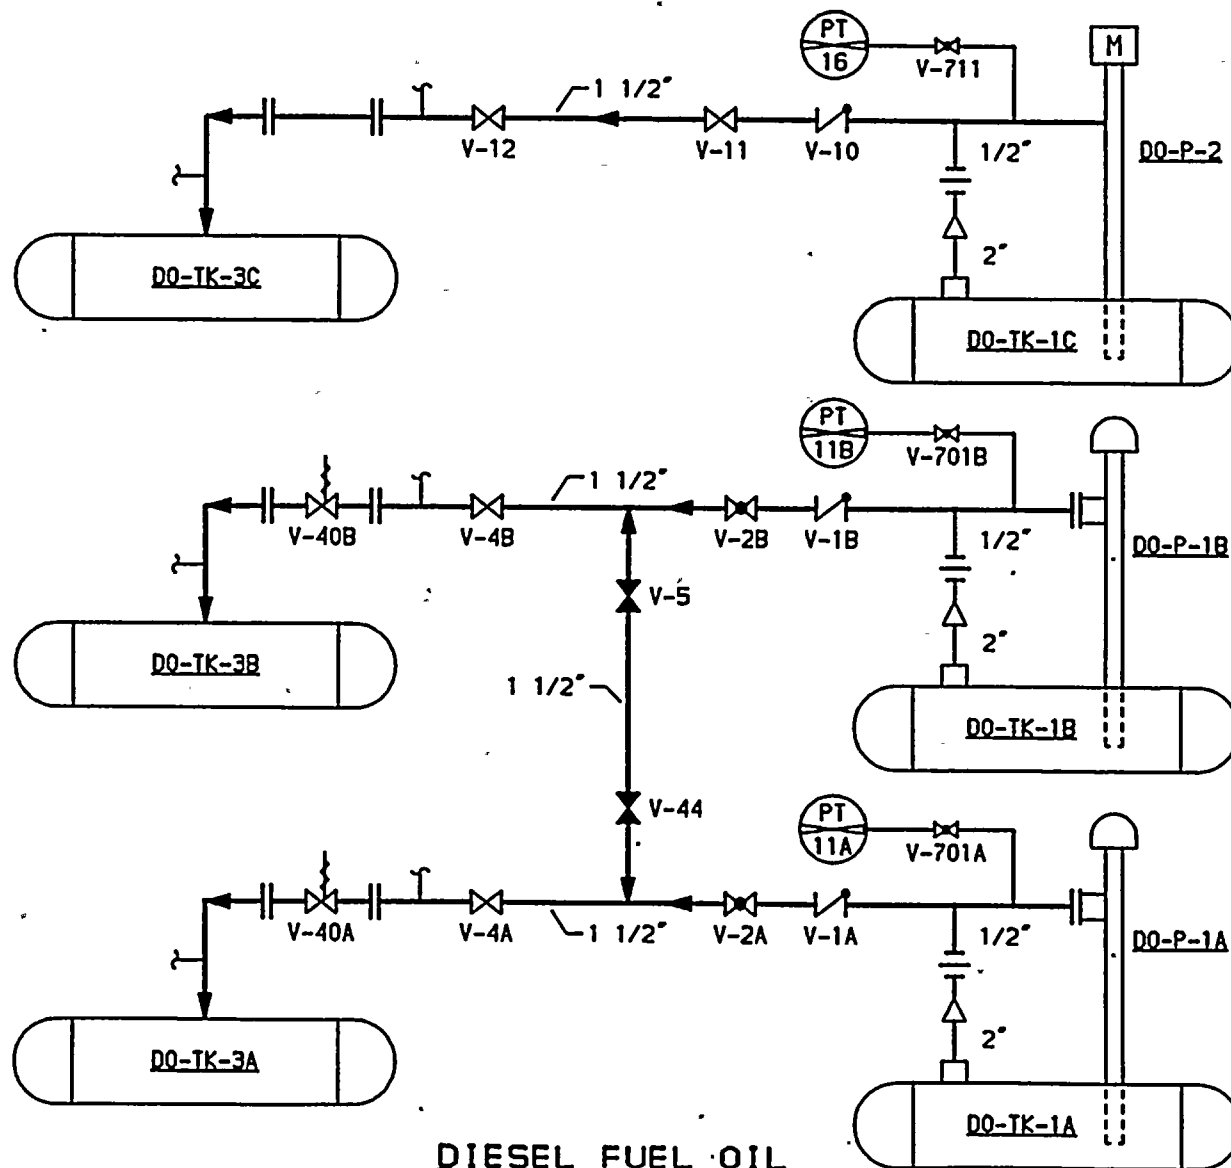 PT
16
V-711
M
1 1/2"
V-12
V-11
V-10
1/2"
DO-P-2
2"
DO-TK-3C
DO-TK-1C
PT
11B
V-701B
1 1/2"
V-40B
V-4B
V-2B
V-1B
1/2"
DO-P-1B
V-5
2"
DO-TK-3B
1 1/2"
DO-TK-1B
V-44
PT
11A
V-701A
V-40A
V-4A
1 1/2"
V-2A
V-1A
1/2"
DO-P-1A
2"
DO-TK-3A
DO-TK-1A
DIESEL FUEL OIL